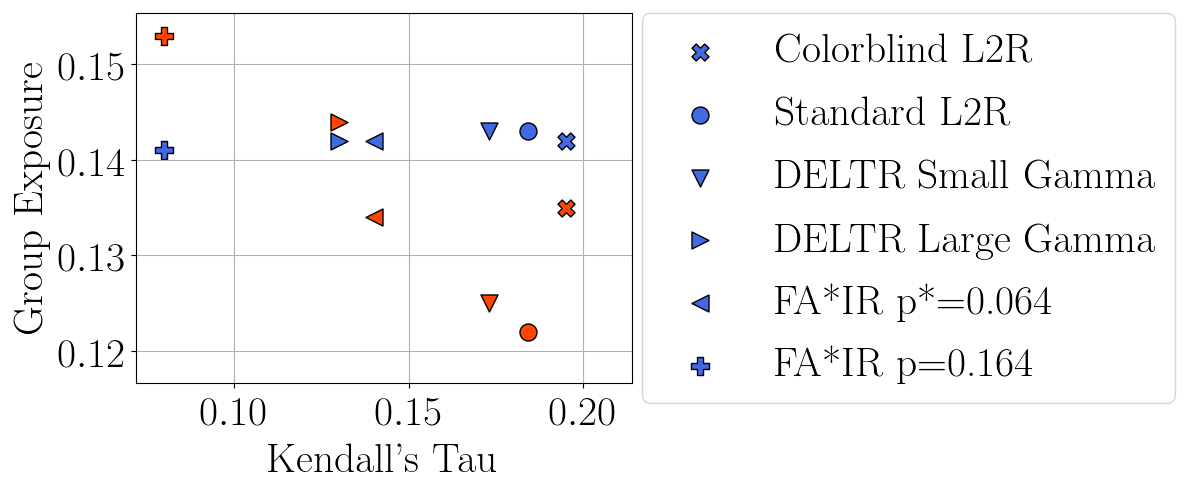 Group Exposure
0.15
0.14
0.13
0.12
0.10
0.15
0.20
Kendall's Tau
Colorblind L2R
Standard L2R
DELTR Small Gamma
DELTR Large Gamma
FA*IR p*=0.064
FA*IR p=0.164